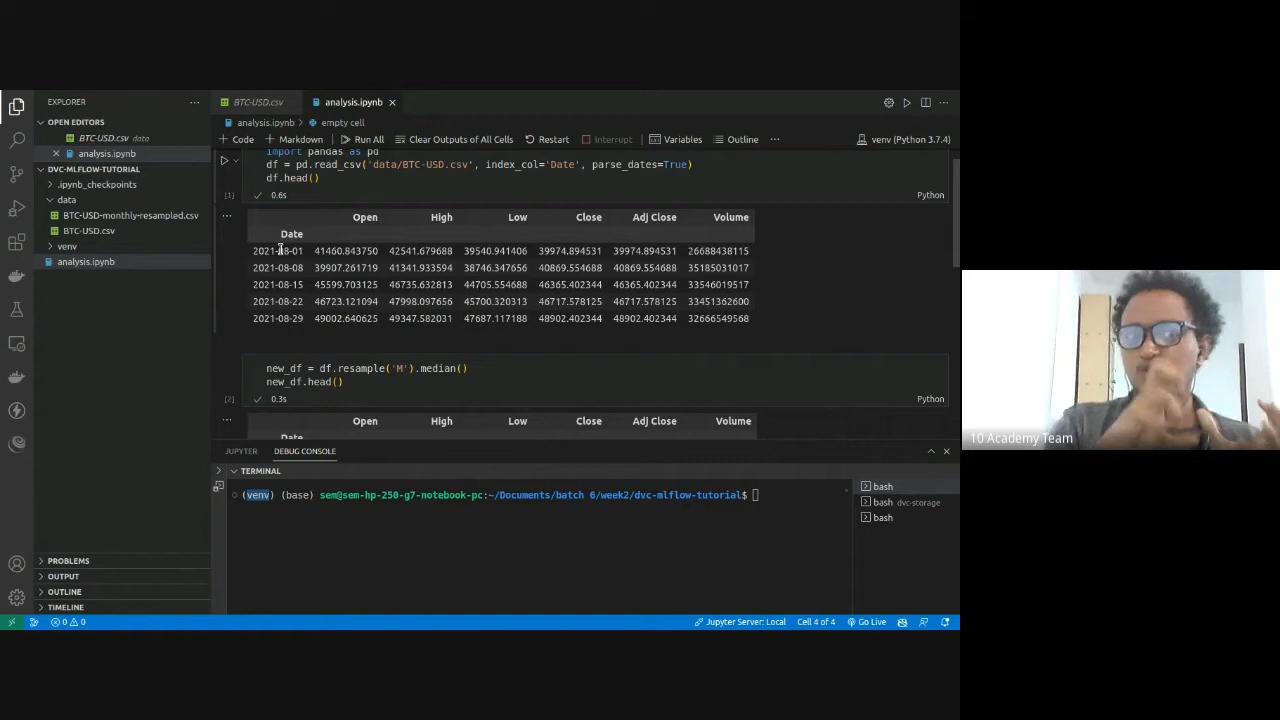 EXPLORER
OPEN EDITORS
BTC-USD.csv data
analysis.ipynb
DVC-MLFLOW-TUTORIAL
.ipynb_checkpoints
data
BTC-USD-monthly-resampled.csv
BTC-USD.csv
venv
analysis.ipynb
PROBLEMS
OUTPUT
OUTLINE
TIMELINE
BTC-USD.csv analysis.ipynb
analysis.ipynb empty cell
Code Markdown Run All Clear Outputs of All Cells Restart Interrupt Variables Outline venv (Python 3.7.4)
import pandas as pd
df = pd.read_csv('data/BTC-USD.csv', index_col='Date', parse_dates=True)
df.head()
[1] 0.6s Python
Open High Low Close Adj Close Volume
Date
2021-08-01 41460.843750 42541.679688 39540.941406 39974.894531 39974.894531 26688438115
2021-08-08 39907.261719 41341.933594 38746.347656 40869.554688 40869.554688 35185031017
2021-08-15 45599.703125 46735.632813 44705.554688 46365.402344 46365.402344 33546019517
2021-08-22 46723.121094 47998.097656 45700.320313 46717.578125 46717.578125 33451362600
2021-08-29 49002.640625 49347.582031 47687.117188 48902.402344 48902.402344 32666549568
new_df = df.resample('M').median()
new_df.head()
[2] 0.3s Python
Open High Low Close Adj Close Volume
Date
JUPYTER DEBUG CONSOLE
TERMINAL
(venv) (base) sem@sem-hp-250-g7-notebook-pc:~/Documents/batch 6/week2/dvc-mlflow-tutorial$
bash
bash dvc-storage
bash
0 0 Jupyter Server: Local Cell 4 of 4 Go Live
10 Academy Team